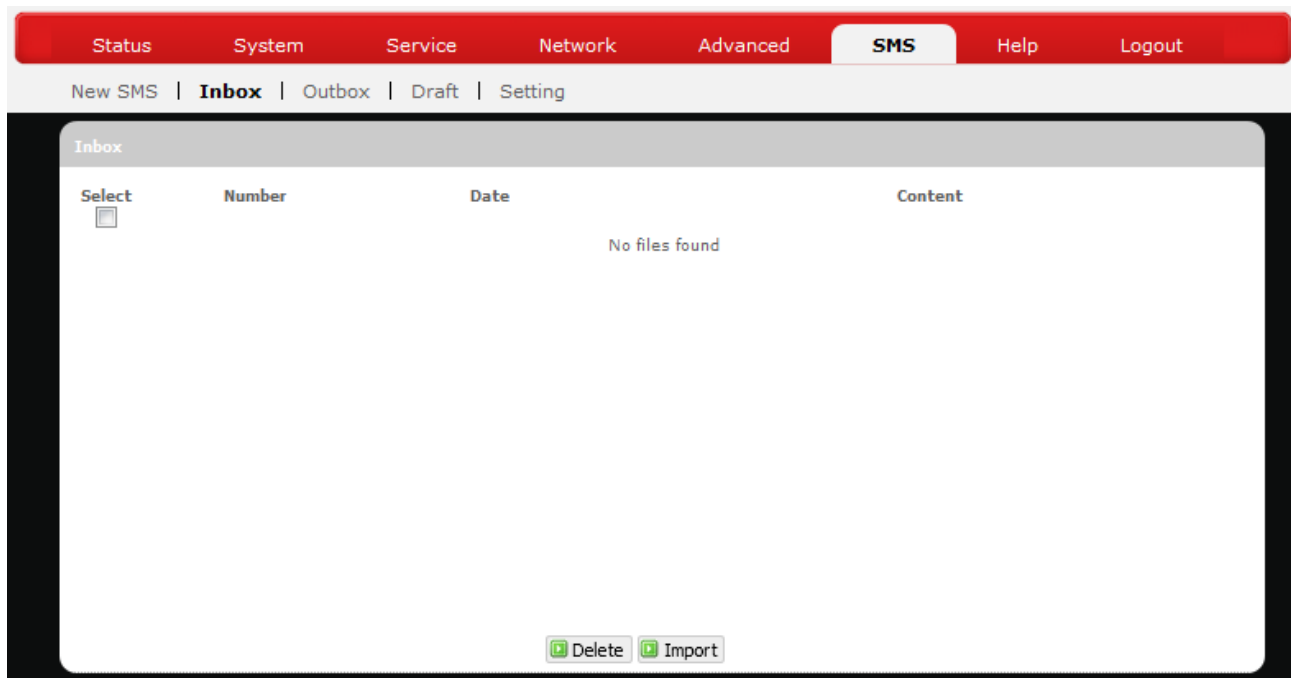 Status System Service Network Advanced SMS Help Logout
New SMS | Inbox | Outbox | Draft | Setting
Inbox
Select Number Date Content
No files found
Delete Import